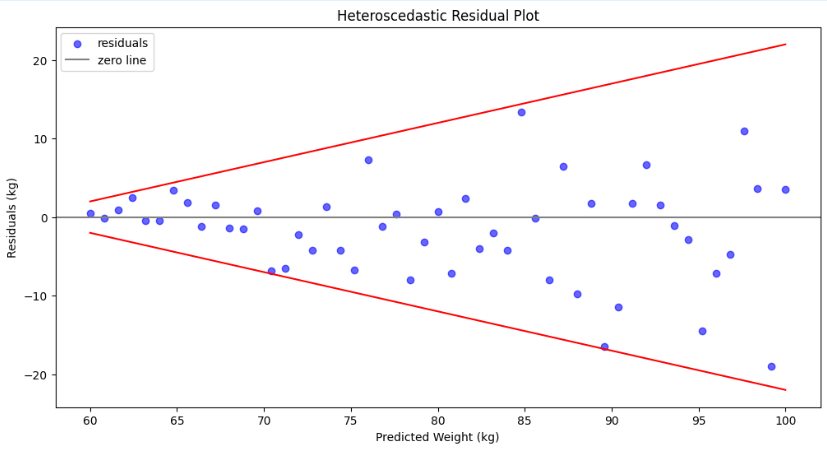 Heteroscedastic Residual Plot
residuals
zero line
20
10
0
−10
−20
Residuals (kg)
60 65 70 75 80 85 90 95 100
Predicted Weight (kg)